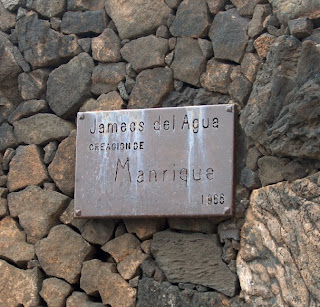 Jameos del Agua
CREACION DE
Manrique
1966